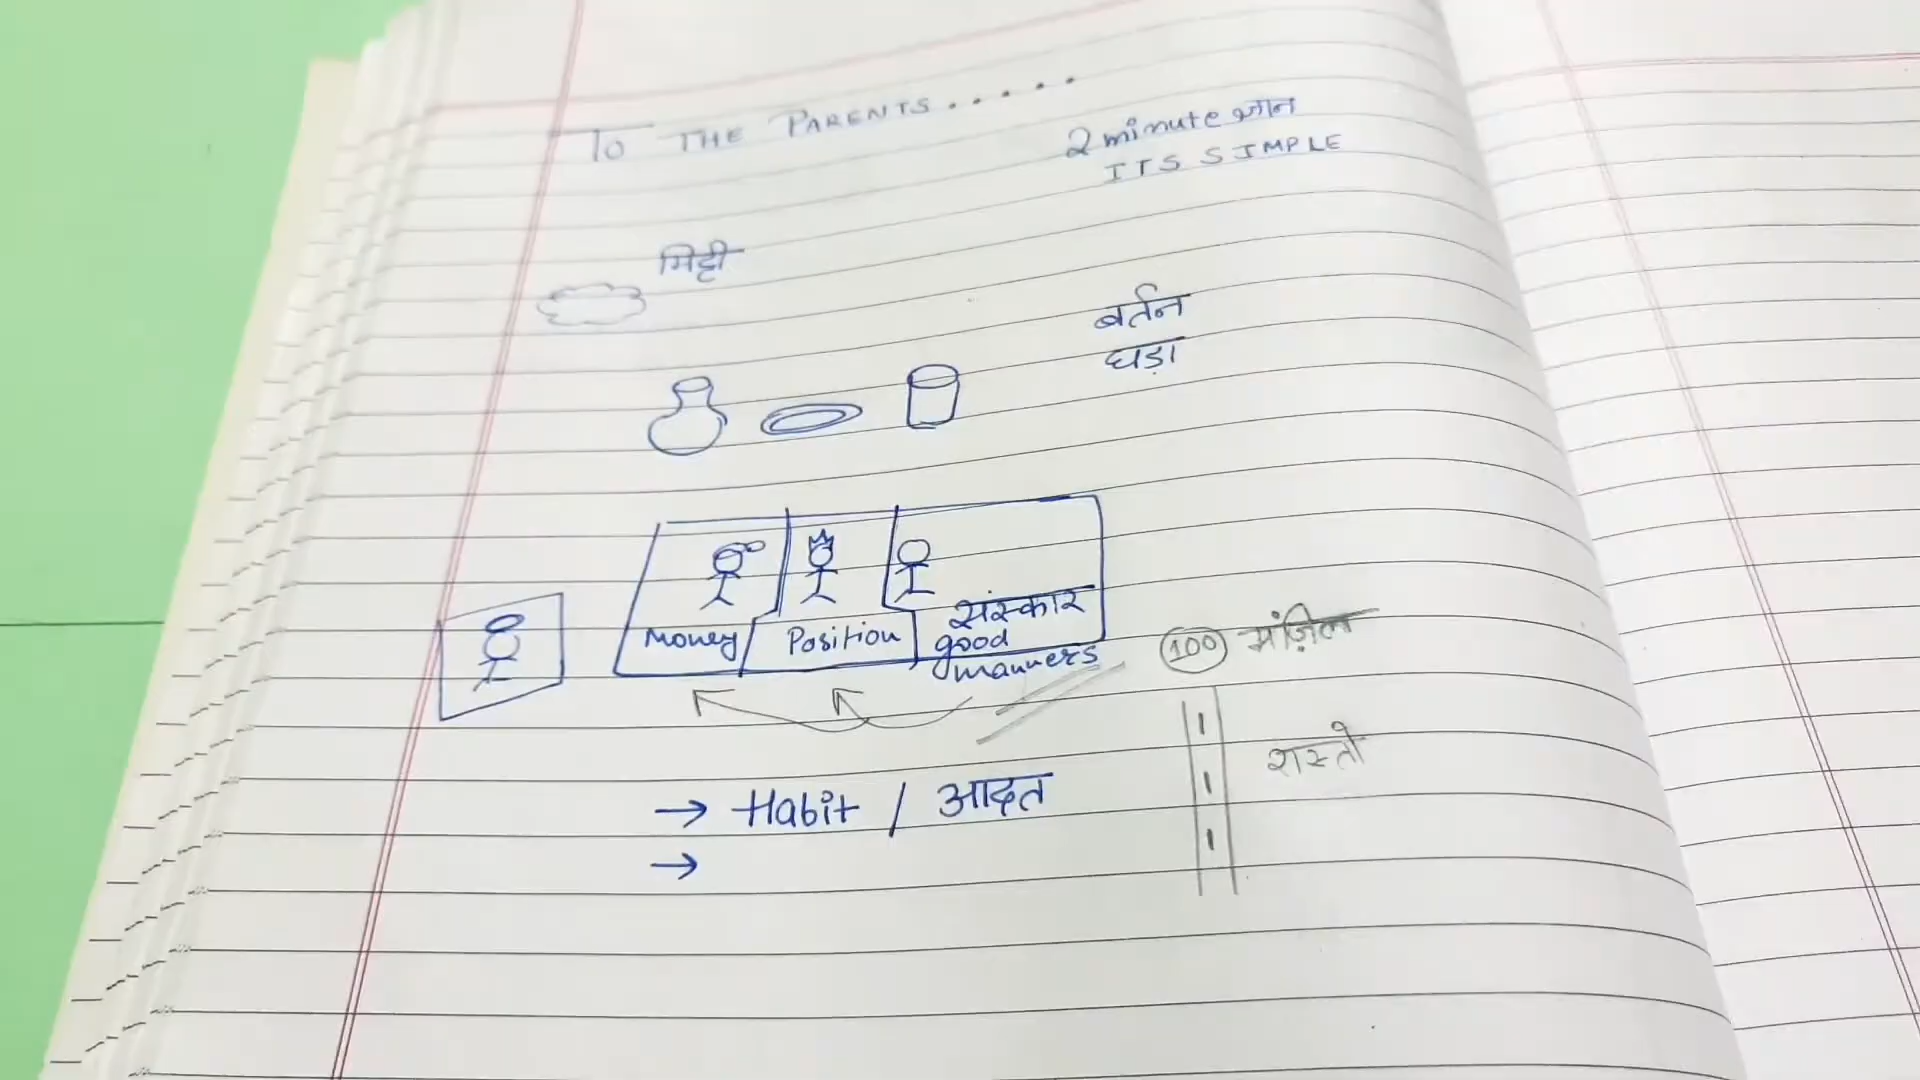 TO THE PARENTS.....
2 minute ज्ञान
ITS SIMPLE
मिट्टी
बर्तन
घड़ा
Money
Position
संस्कार
good
manners
100 मंज़िल
रास्ते
→ Habit / आदत
→